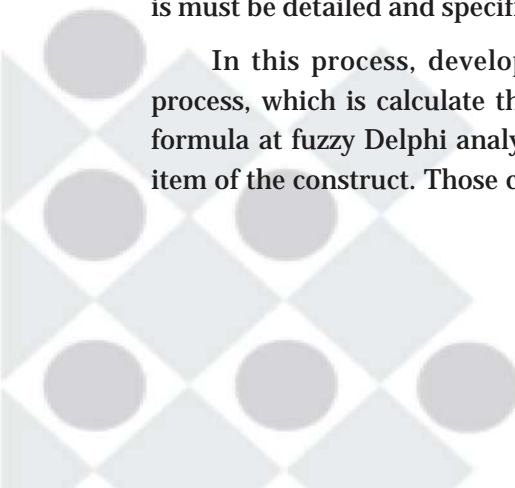 is must be detailed and specifi
In this process, develop
process, which is calculate th
formula at fuzzy Delphi analy
item of the construct. Those c